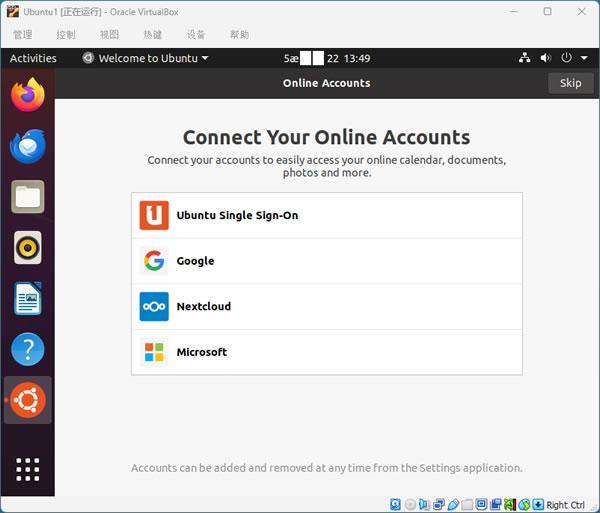 Ubuntu1 [正在运行] - Oracle VirtualBox
管理 控制 视图 热键 设备 帮助
Activities Welcome to Ubuntu 5æ 22 13:49
Online Accounts Skip
Connect Your Online Accounts
Connect your accounts to easily access your online calendar, documents,
photos and more.
Ubuntu Single Sign-On
Google
Nextcloud
Microsoft
Accounts can be added and removed at any time from the Settings application.
Right Ctrl